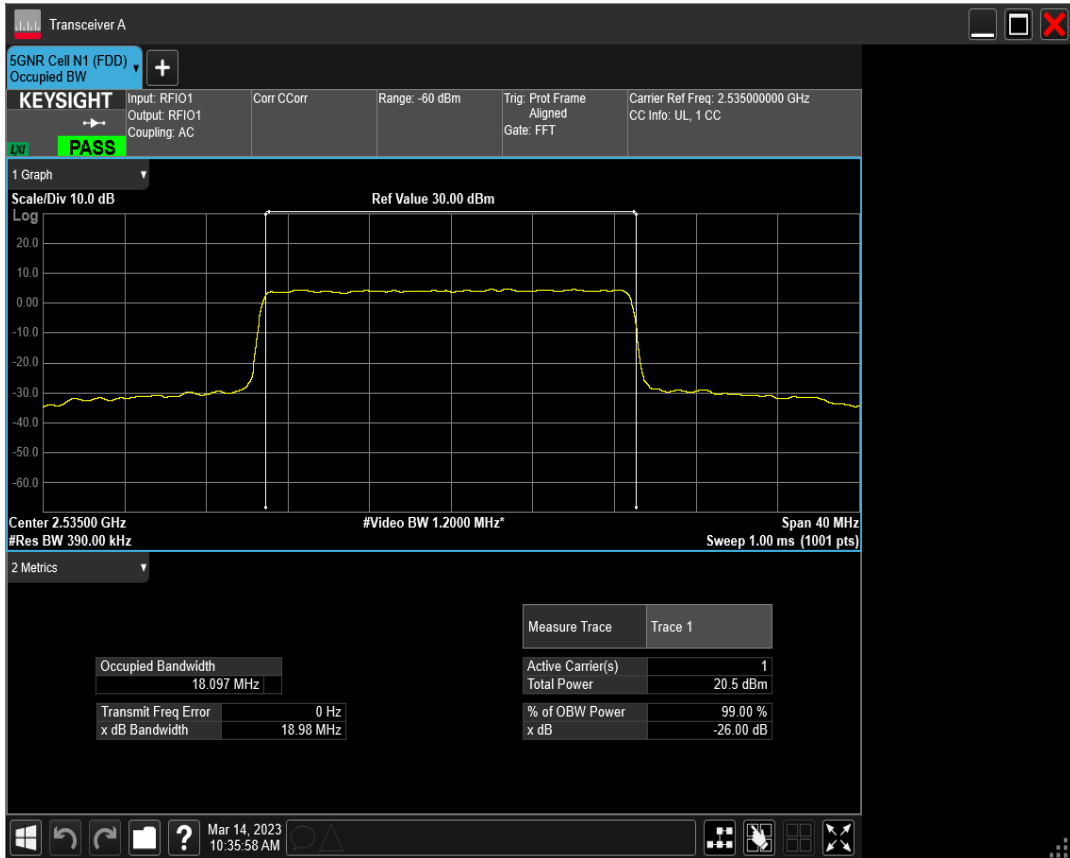 Transceiver A
5GNR Cell N1 (FDD)
Occupied BW
KEYSIGHT
LXI
PASS
Input: RFIO1
Output: RFIO1
Coupling: AC
Corr CCorr
Range: -60 dBm
Trig: Prot Frame
Aligned
Gate: FFT
Carrier Ref Freq: 2.535000000 GHz
CC Info: UL, 1 CC
1 Graph
Scale/Div 10.0 dB
Ref Value 30.00 dBm
Log
20.0
10.0
0.00
-10.0
-20.0
-30.0
-40.0
-50.0
-60.0
Center 2.53500 GHz
#Video BW 1.2000 MHz*
Span 40 MHz
#Res BW 390.00 kHz
Sweep 1.00 ms (1001 pts)
2 Metrics
Measure Trace Trace 1
Occupied Bandwidth
18.097 MHz
Active Carrier(s) 1
Total Power 20.5 dBm
Transmit Freq Error 0 Hz
x dB Bandwidth 18.98 MHz
% of OBW Power 99.00 %
x dB -26.00 dB
?
Mar 14, 2023
10:35:58 AM